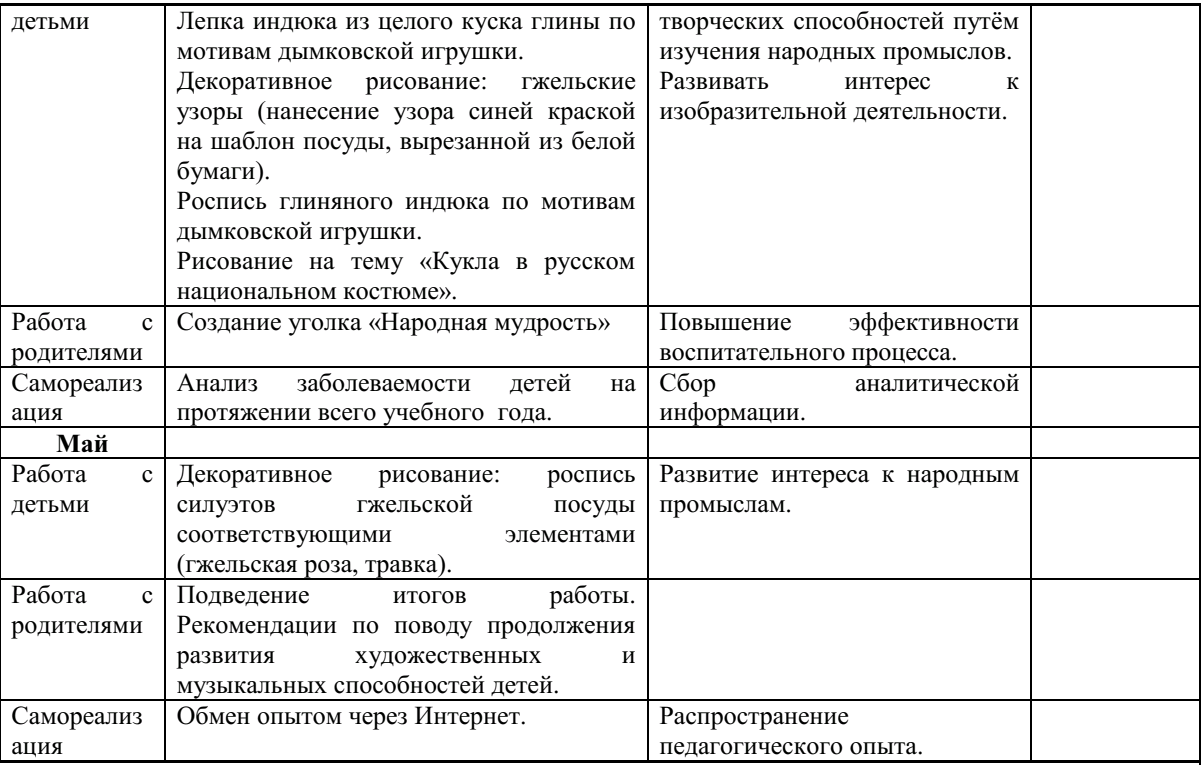 детьми
Лепка индюка из целого куска глины по
мотивам дымковской игрушки.
Декоративное рисование: гжельские
узоры (нанесение узора синей краской
на шаблон посуды, вырезанной из белой
бумаги).
Роспись глиняного индюка по мотивам
дымковской игрушки.
Рисование на тему «Кукла в русском
национальном костюме».
творческих способностей путём
изучения народных промыслов.
Развивать интерес к
изобразительной деятельности.
Работа с
родителями
Создание уголка «Народная мудрость»
Повышение эффективности
воспитательного процесса.
Самореализ
ация
Анализ заболеваемости детей на
протяжении всего учебного года.
Сбор аналитической
информации.
Май
Работа с
детьми
Декоративное рисование: роспись
силуэтов гжельской посуды
соответствующими элементами
(гжельская роза, травка).
Развитие интереса к народным
промыслам.
Работа с
родителями
Подведение итогов работы.
Рекомендации по поводу продолжения
развития художественных и
музыкальных способностей детей.
Самореализ
ация
Обмен опытом через Интернет.
Распространение
педагогического опыта.